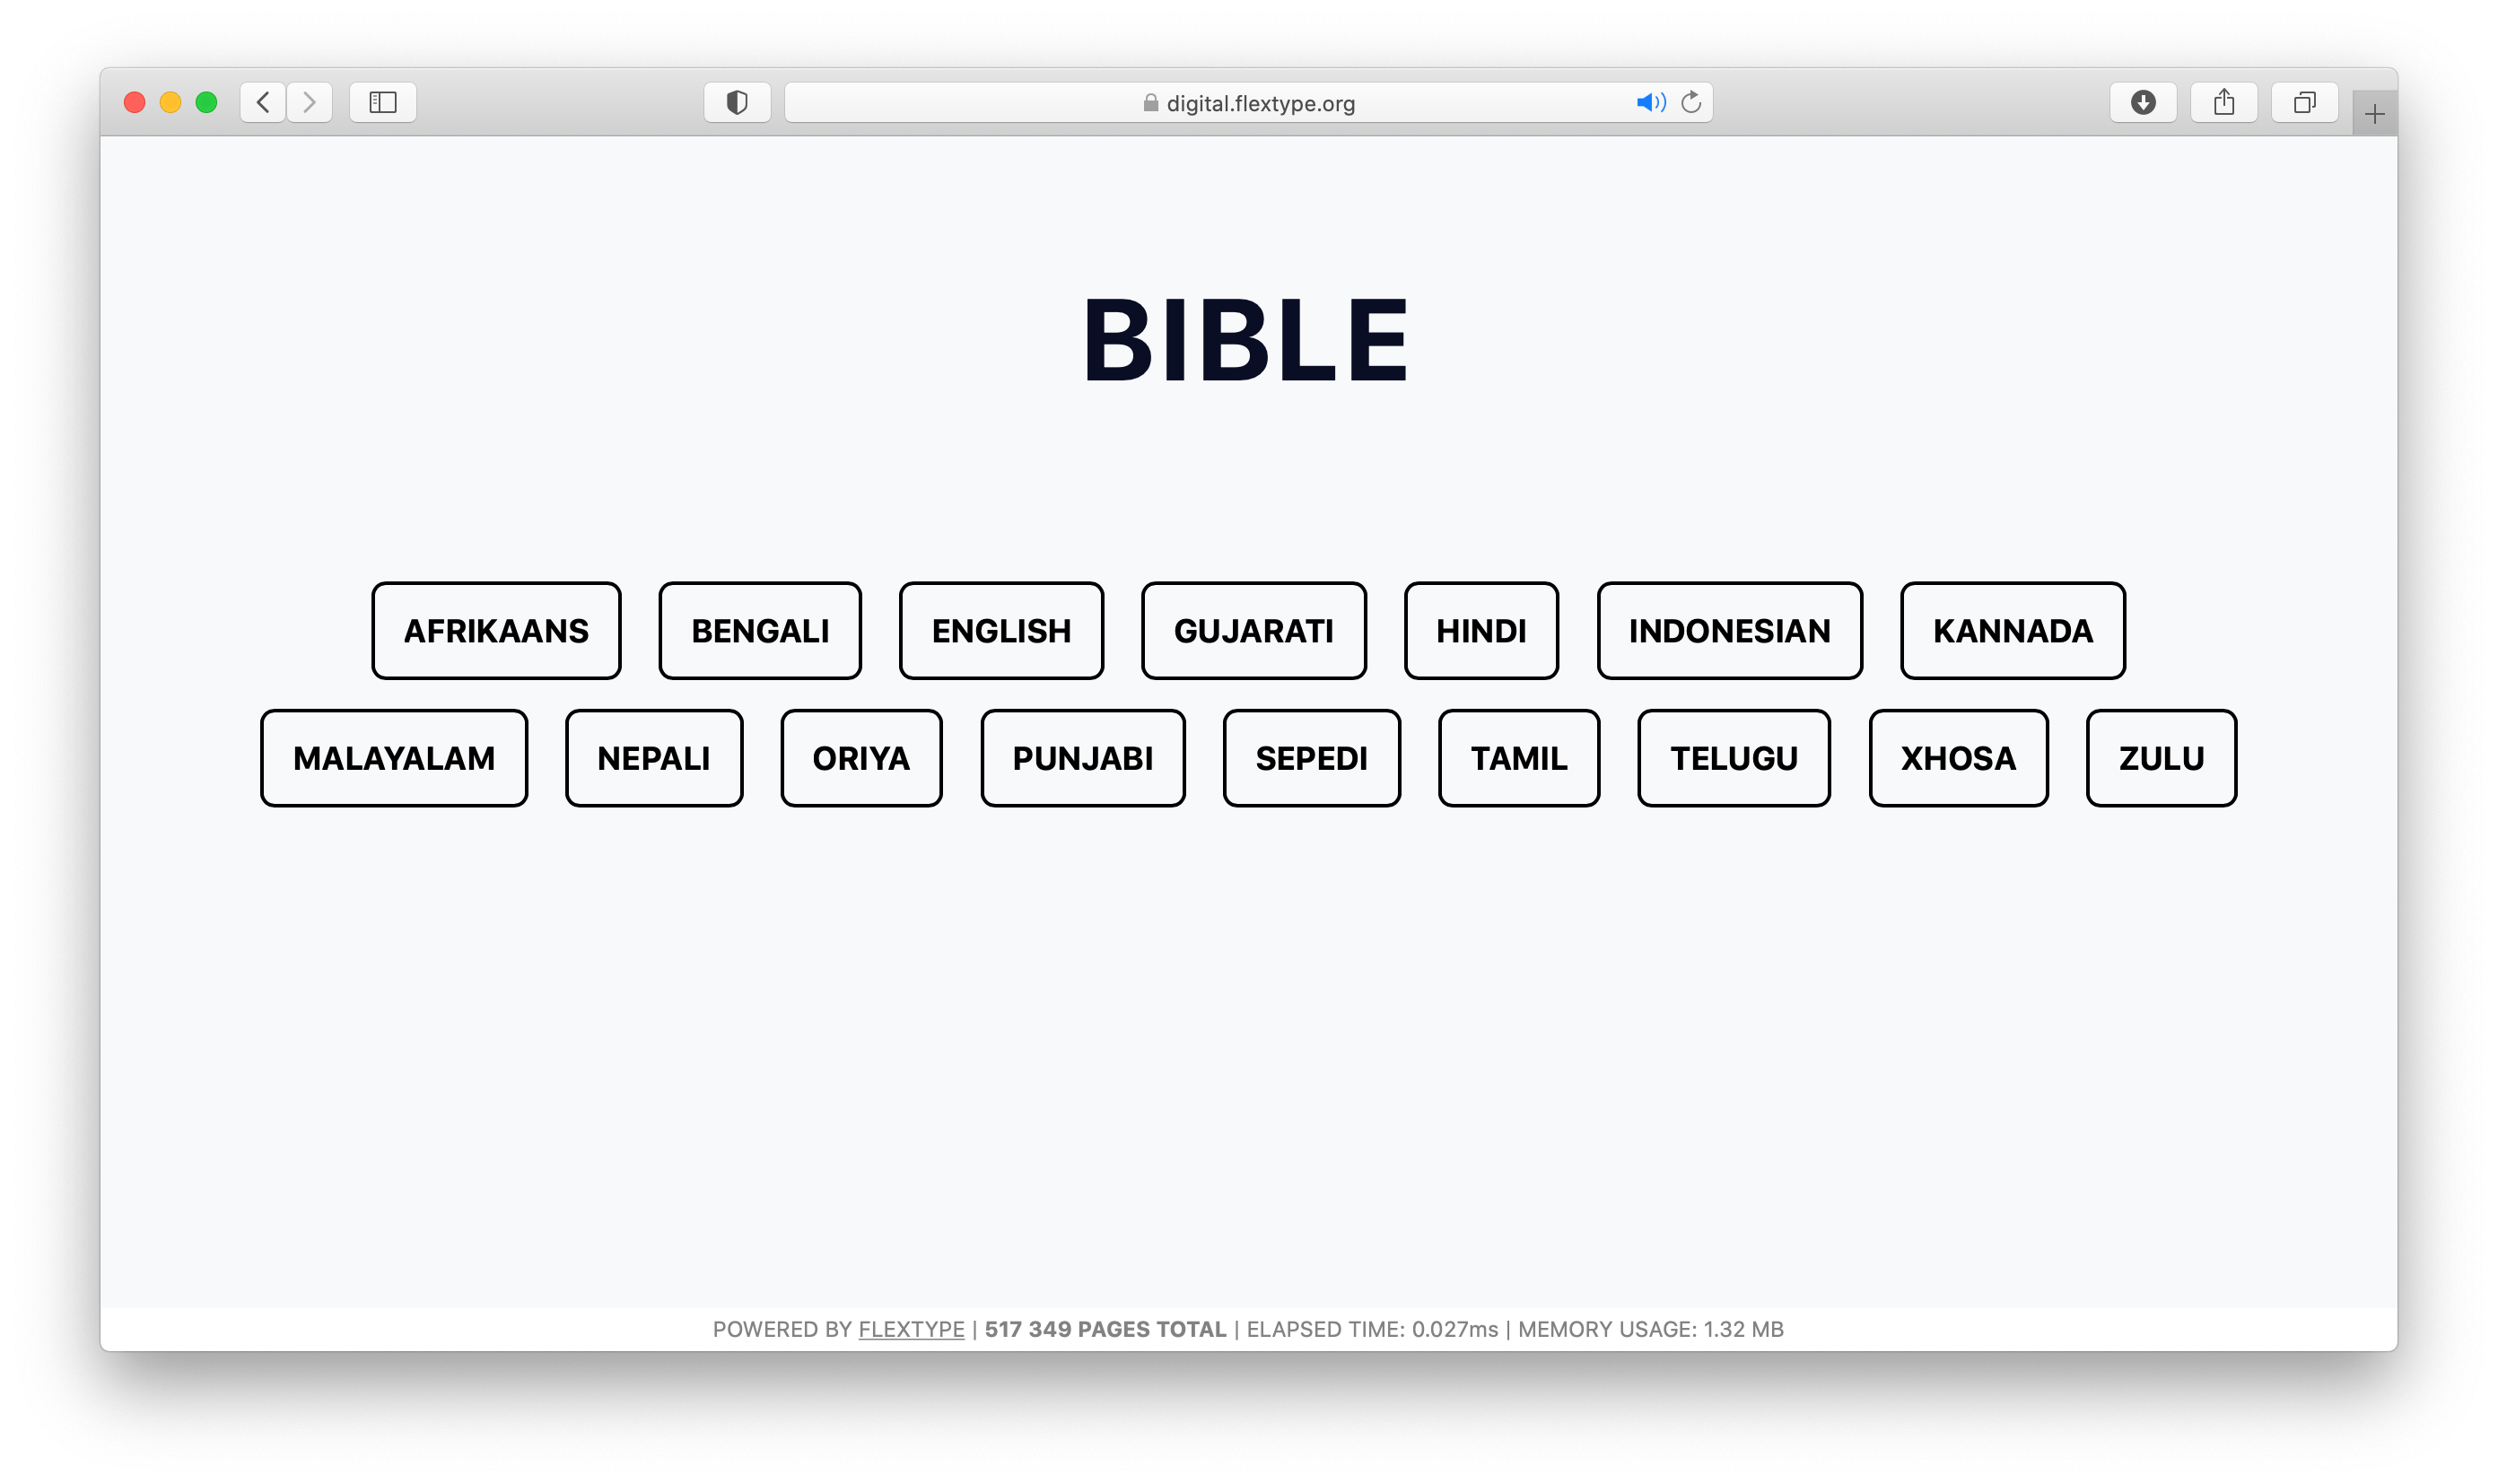 digital.flextype.org
BIBLE
AFRIKAANS BENGALI ENGLISH GUJARATI HINDI INDONESIAN KANNADA
MALAYALAM NEPALI ORIYA PUNJABI SEPEDI TAMIL TELUGU XHOSA ZULU
POWERED BY FLEXTYPE | 517 349 PAGES TOTAL | ELAPSED TIME: 0.027ms | MEMORY USAGE: 1.32 MB